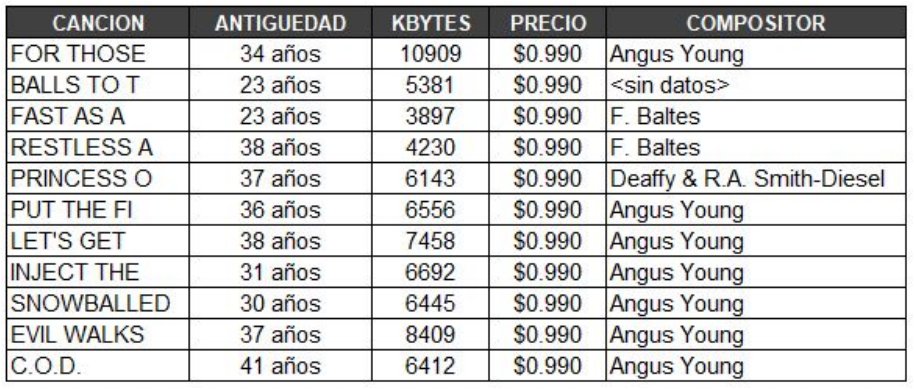 CANCION ANTIGUEDAD KBYTES PRECIO COMPOSITOR
FOR THOSE 34 años 10909 $0.990 Angus Young
BALLS TO T 23 años 5381 $0.990 <sin datos>
FAST AS A 23 años 3897 $0.990 F. Baltes
RESTLESS A 38 años 4230 $0.990 F. Baltes
PRINCESS O 37 años 6143 $0.990 Deaffy & R.A. Smith-Diesel
PUT THE FI 36 años 6556 $0.990 Angus Young
LET'S GET 38 años 7458 $0.990 Angus Young
INJECT THE 31 años 6692 $0.990 Angus Young
SNOWBALLED 30 años 6445 $0.990 Angus Young
EVIL WALKS 37 años 8409 $0.990 Angus Young
C.O.D. 41 años 6412 $0.990 Angus Young